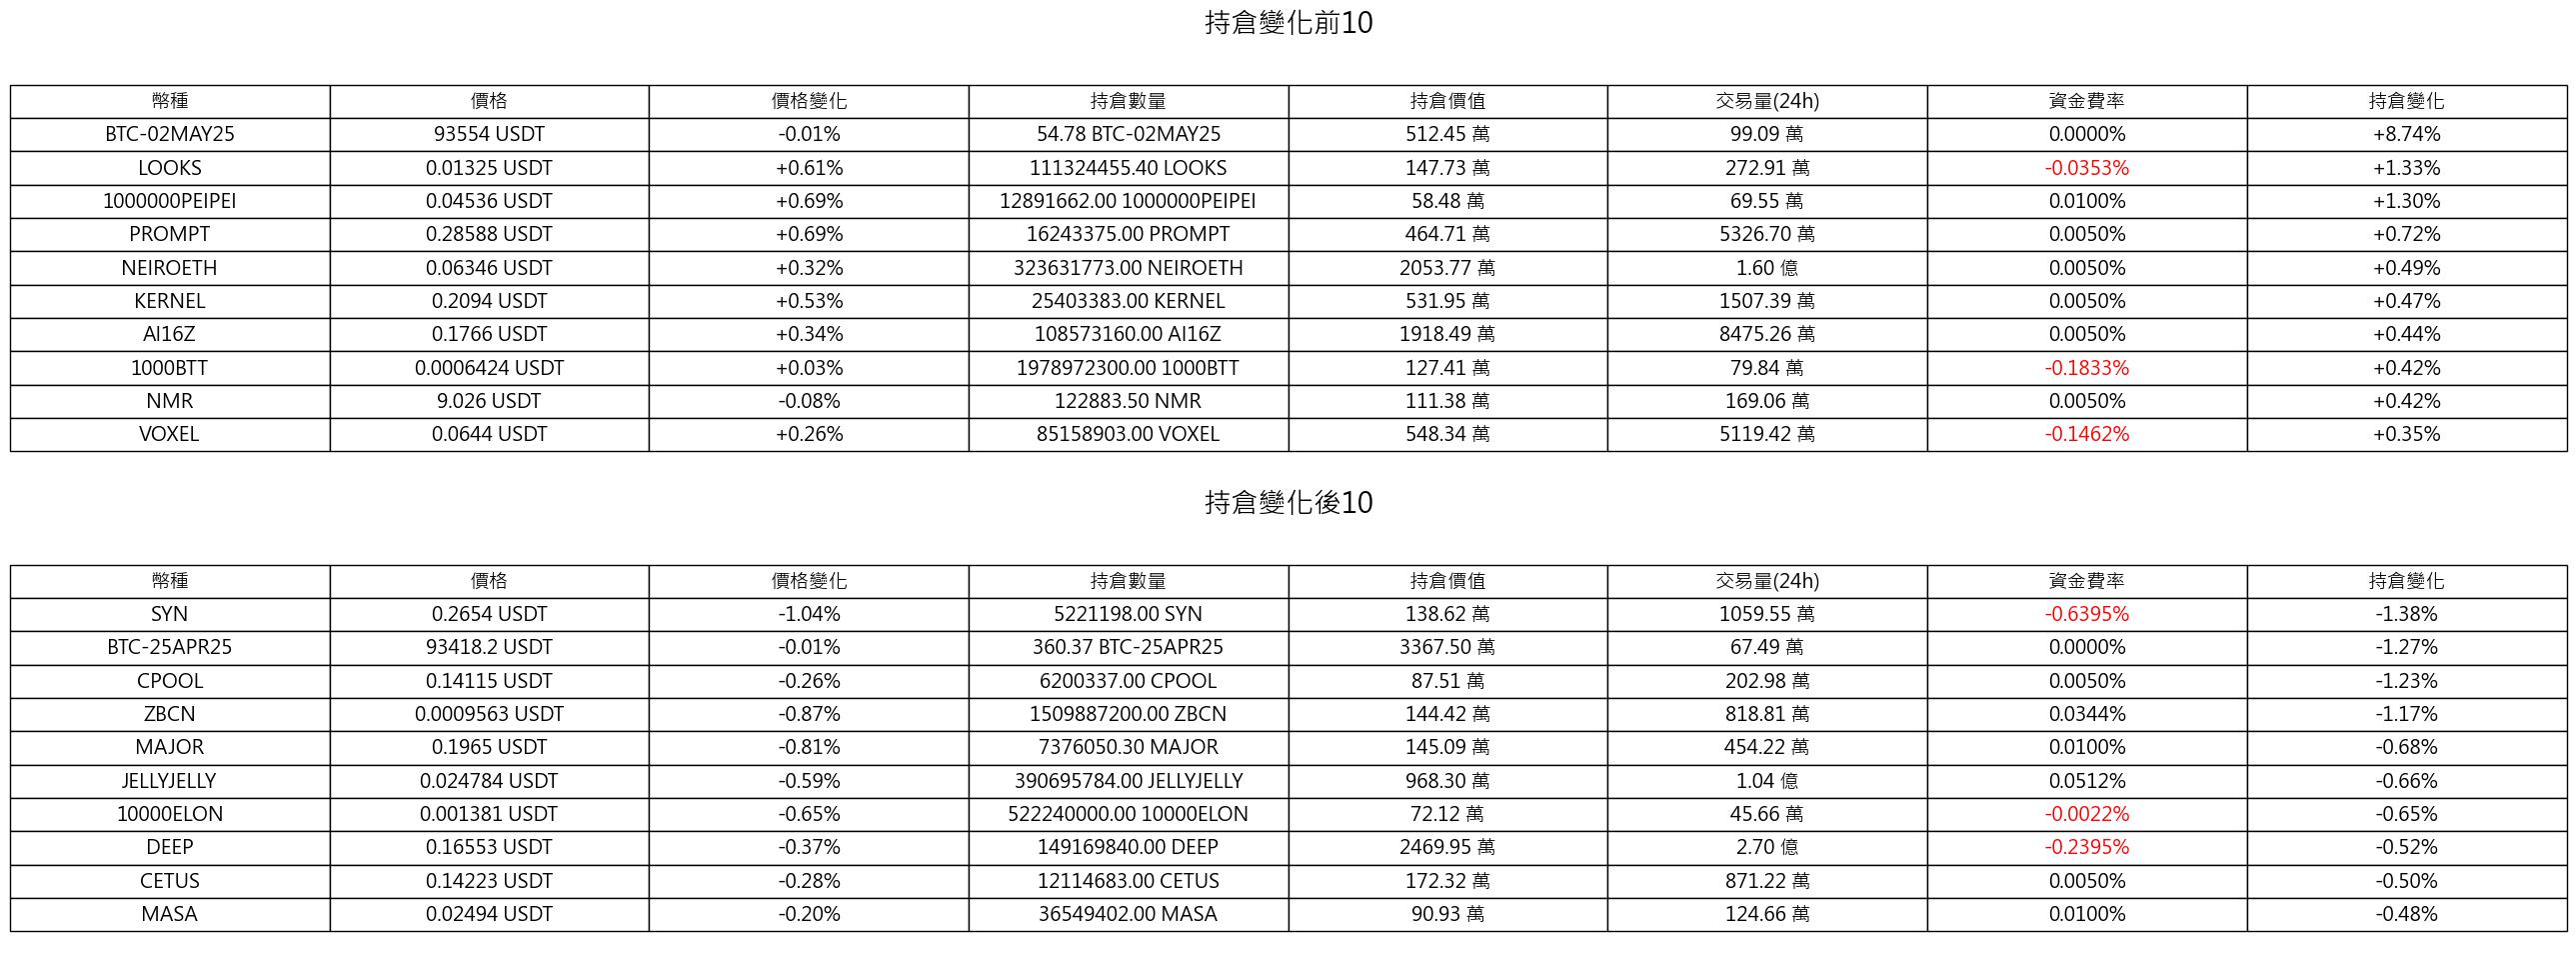 持倉變化前10
幣種 價格 價格變化 持倉數量 持倉價值 交易量(24h) 資金費率 持倉變化
BTC-02MAY25 93554 USDT -0.01% 54.78 BTC-02MAY25 512.45 萬 99.09 萬 0.0000% +8.74%
LOOKS 0.01325 USDT +0.61% 111324455.40 LOOKS 147.73 萬 272.91 萬 -0.0353% +1.33%
1000000PEIPEI 0.04536 USDT +0.69% 12891662.00 1000000PEIPEI 58.48 萬 69.55 萬 0.0100% +1.30%
PROMPT 0.28588 USDT +0.69% 16243375.00 PROMPT 464.71 萬 5326.70 萬 0.0050% +0.72%
NEIROETH 0.06346 USDT +0.32% 323631773.00 NEIROETH 2053.77 萬 1.60 億 0.0050% +0.49%
KERNEL 0.2094 USDT +0.53% 25403383.00 KERNEL 531.95 萬 1507.39 萬 0.0050% +0.47%
AI16Z 0.1766 USDT +0.34% 108573160.00 AI16Z 1918.49 萬 8475.26 萬 0.0050% +0.44%
1000BTT 0.0006424 USDT +0.03% 1978972300.00 1000BTT 127.41 萬 79.84 萬 -0.1833% +0.42%
NMR 9.026 USDT -0.08% 122883.50 NMR 111.38 萬 169.06 萬 0.0050% +0.42%
VOXEL 0.0644 USDT +0.26% 85158903.00 VOXEL 548.34 萬 5119.42 萬 -0.1462% +0.35%
持倉變化後10
幣種 價格 價格變化 持倉數量 持倉價值 交易量(24h) 資金費率 持倉變化
SYN 0.2654 USDT -1.04% 5221198.00 SYN 138.62 萬 1059.55 萬 -0.6395% -1.38%
BTC-25APR25 93418.2 USDT -0.01% 360.37 BTC-25APR25 3367.50 萬 67.49 萬 0.0000% -1.27%
CPOOL 0.14115 USDT -0.26% 6200337.00 CPOOL 87.51 萬 202.98 萬 0.0050% -1.23%
ZBCN 0.0009563 USDT -0.87% 1509887200.00 ZBCN 144.42 萬 818.81 萬 0.0344% -1.17%
MAJOR 0.1965 USDT -0.81% 7376050.30 MAJOR 145.09 萬 454.22 萬 0.0100% -0.68%
JELLYJELLY 0.024784 USDT -0.59% 390695784.00 JELLYJELLY 968.30 萬 1.04 億 0.0512% -0.66%
10000ELON 0.001381 USDT -0.65% 522240000.00 10000ELON 72.12 萬 45.66 萬 -0.0022% -0.65%
DEEP 0.16553 USDT -0.37% 149169840.00 DEEP 2469.95 萬 2.70 億 -0.2395% -0.52%
CETUS 0.14223 USDT -0.28% 12114683.00 CETUS 172.32 萬 871.22 萬 0.0050% -0.50%
MASA 0.02494 USDT -0.20% 36549402.00 MASA 90.93 萬 124.66 萬 0.0100% -0.48%